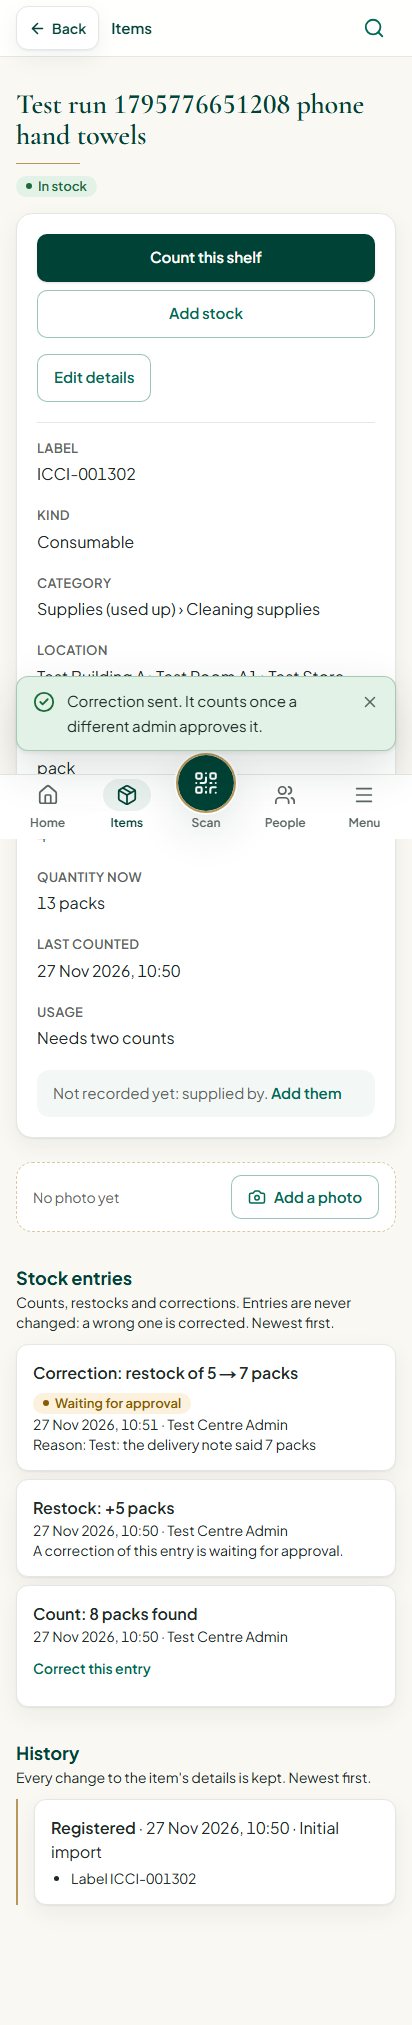 Back
Items
Test run 1795776651208 phone
hand towels
In stock
Count this shelf
Add stock
Edit details
LABEL
ICCI-001302
KIND
Consumable
CATEGORY
Supplies (used up) › Cleaning supplies
LOCATION
Test Building A · Test Room A1 · Test Store
Correction sent. It counts once a
different admin approves it.
pack
Home
Items
Scan
People
Menu
QUANTITY NOW
13 packs
LAST COUNTED
27 Nov 2026, 10:50
USAGE
Needs two counts
Not recorded yet: supplied by. Add them
No photo yet
Add a photo
Stock entries
Counts, restocks and corrections. Entries are never
changed: a wrong one is corrected. Newest first.
Correction: restock of 5 → 7 packs
Waiting for approval
27 Nov 2026, 10:51 · Test Centre Admin
Reason: Test: the delivery note said 7 packs
Restock: +5 packs
27 Nov 2026, 10:50 · Test Centre Admin
A correction of this entry is waiting for approval.
Count: 8 packs found
27 Nov 2026, 10:50 · Test Centre Admin
Correct this entry
History
Every change to the item's details is kept. Newest first.
Registered · 27 Nov 2026, 10:50 · Initial
import
Label ICCI-001302